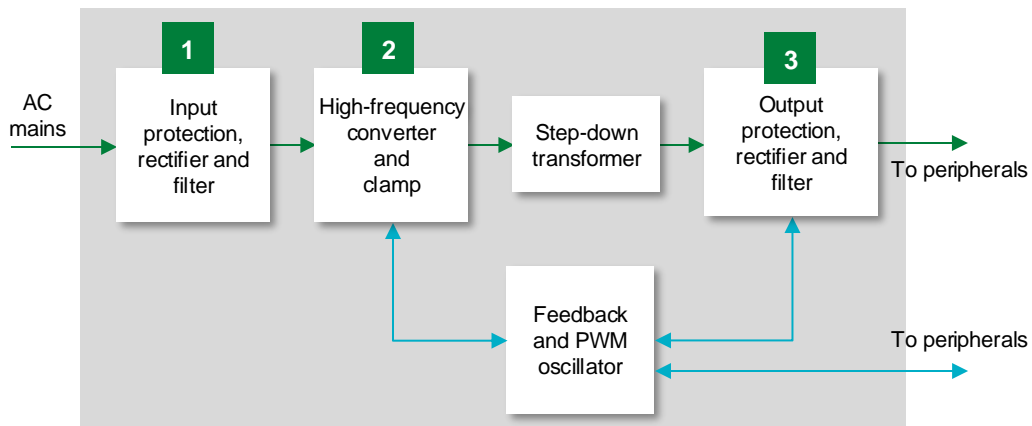 1
2
3
AC
mains
Input
protection,
rectifier and
filter
High-frequency
converter
and
clamp
Step-down
transformer
Output
protection,
rectifier and
filter
To peripherals
Feedback
and PWM
oscillator
To peripherals